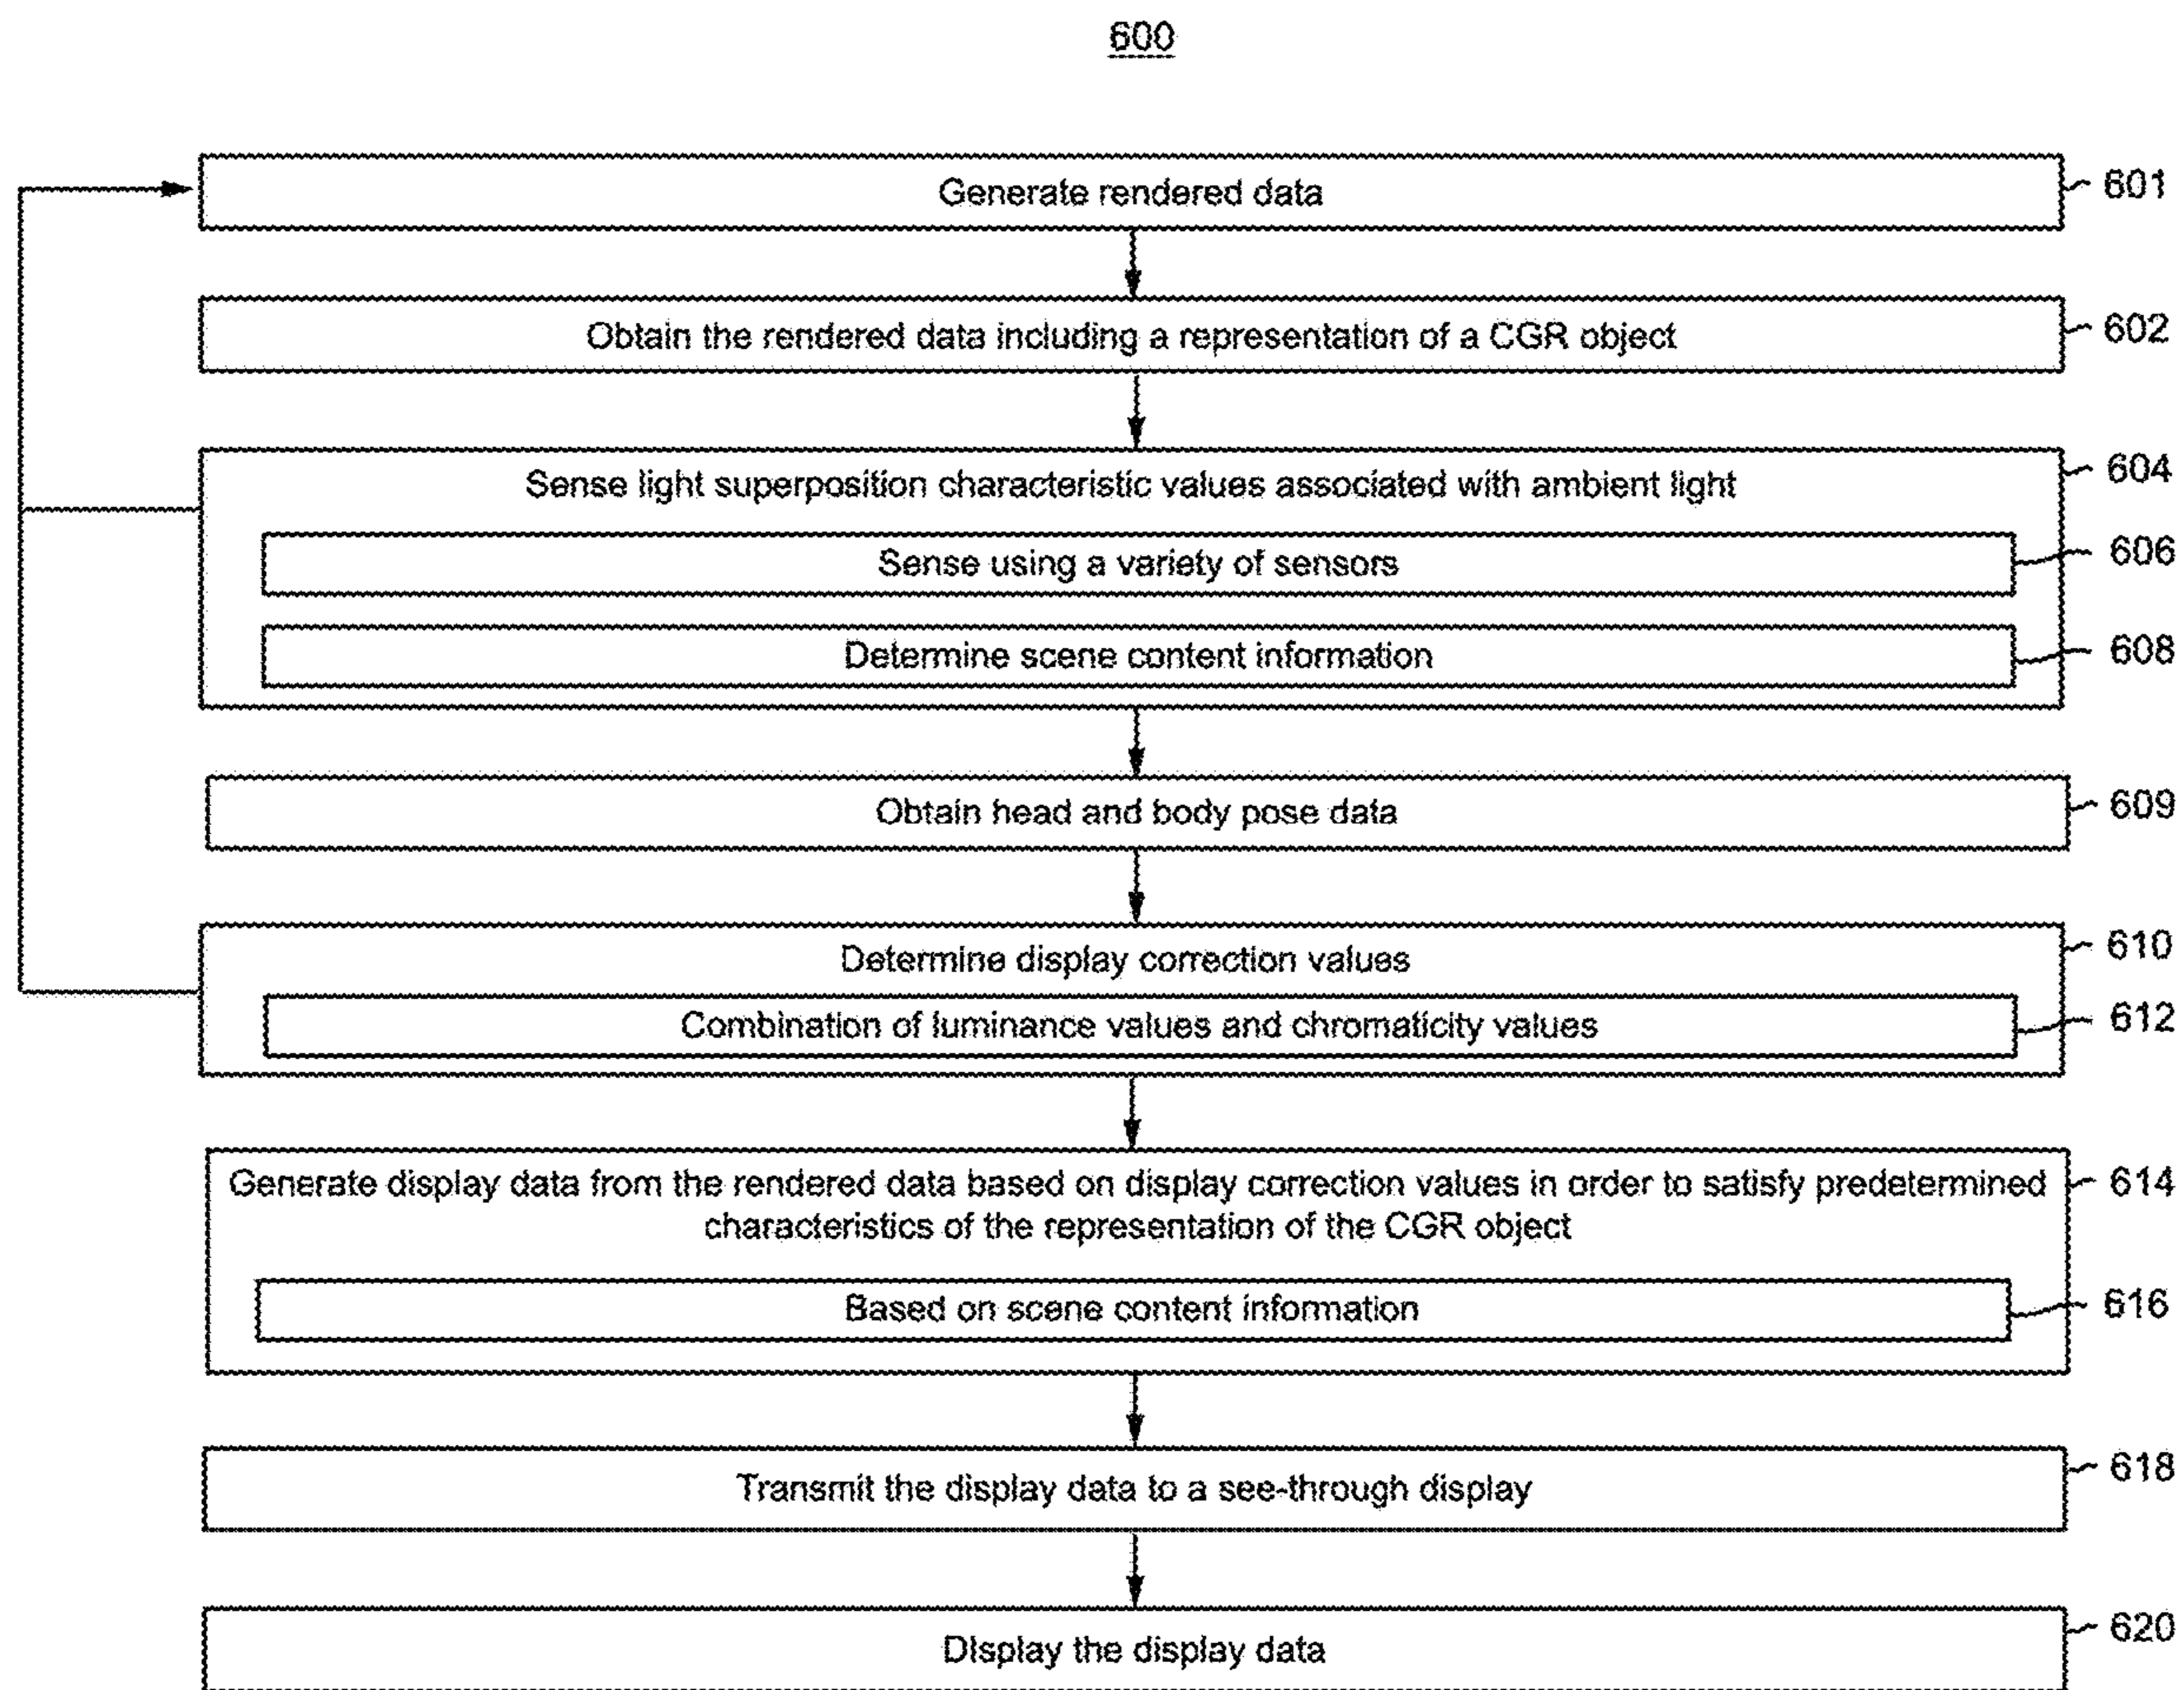 600
Generate rendered data
601
Obtain the rendered data including a representation of a CGR object
602
Sense light superposition characteristic values associated with ambient light
604
Sense using a variety of sensors
606
Determine scene content information
608
Obtain head and body pose data
609
Determine display correction values
610
Combination of luminance values and chromaticity values
612
Generate display data from the rendered data based on display correction values in order to satisfy predetermined
characteristics of the representation of the CGR object
614
Based on scene content information
616
Transmit the display data to a see-through display
618
Display the display data
620